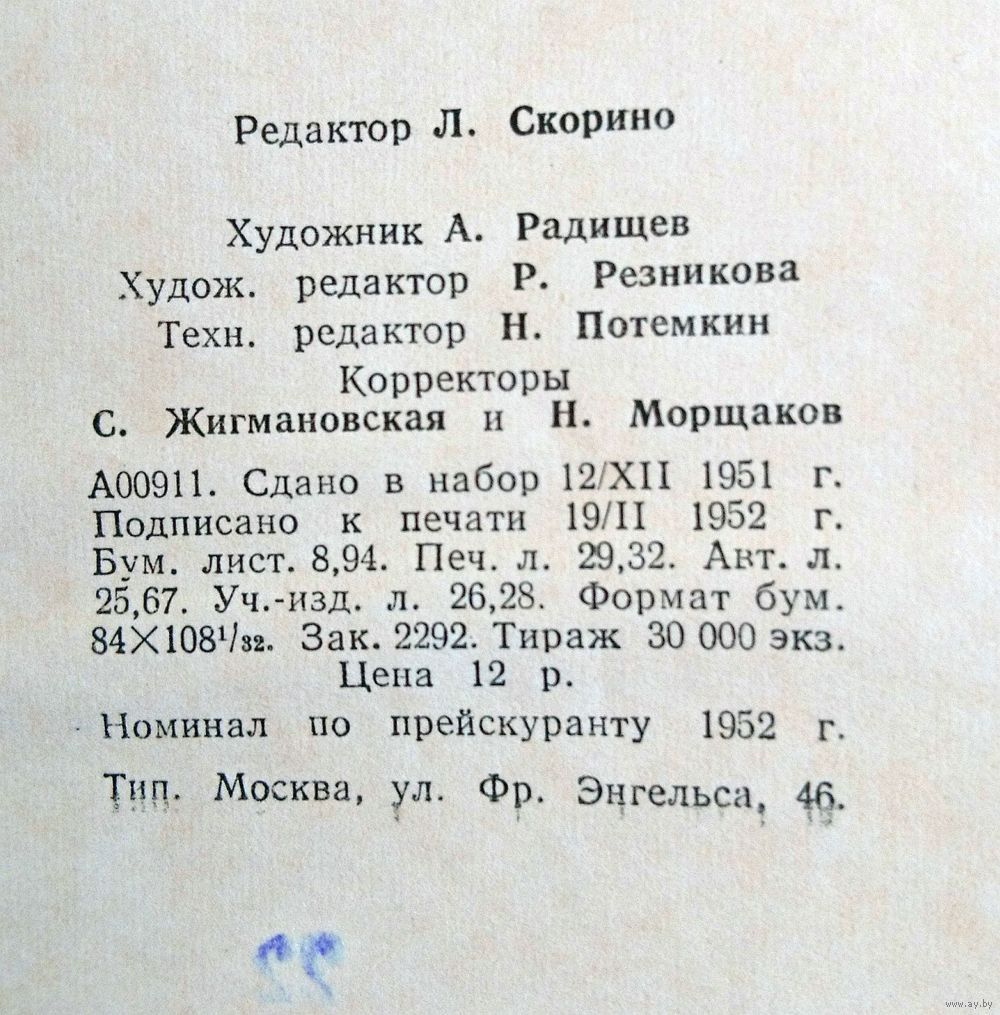 Редактор Л. Скорино
Художник А. Радищев
Худож. редактор Р. Резникова
Техн. редактор Н. Потемкин
Корректоры
С. Жигмановская и Н. Морщаков
А00911. Сдано в набор 12/XII 1951 г.
Подписано к печати 19/II 1952 г.
Бум. лист. 8,94. Печ. л. 29,32. Авт. л.
25,67. Уч.-изд. л. 26,28. Формат бум.
84×108¹/₃₂. Зак. 2292. Тираж 30 000 экз.
Цена 12 р.
Номинал по прейскуранту 1952 г.
Тип. Москва, ул. Фр. Энгельса, 46.
www.ay.by